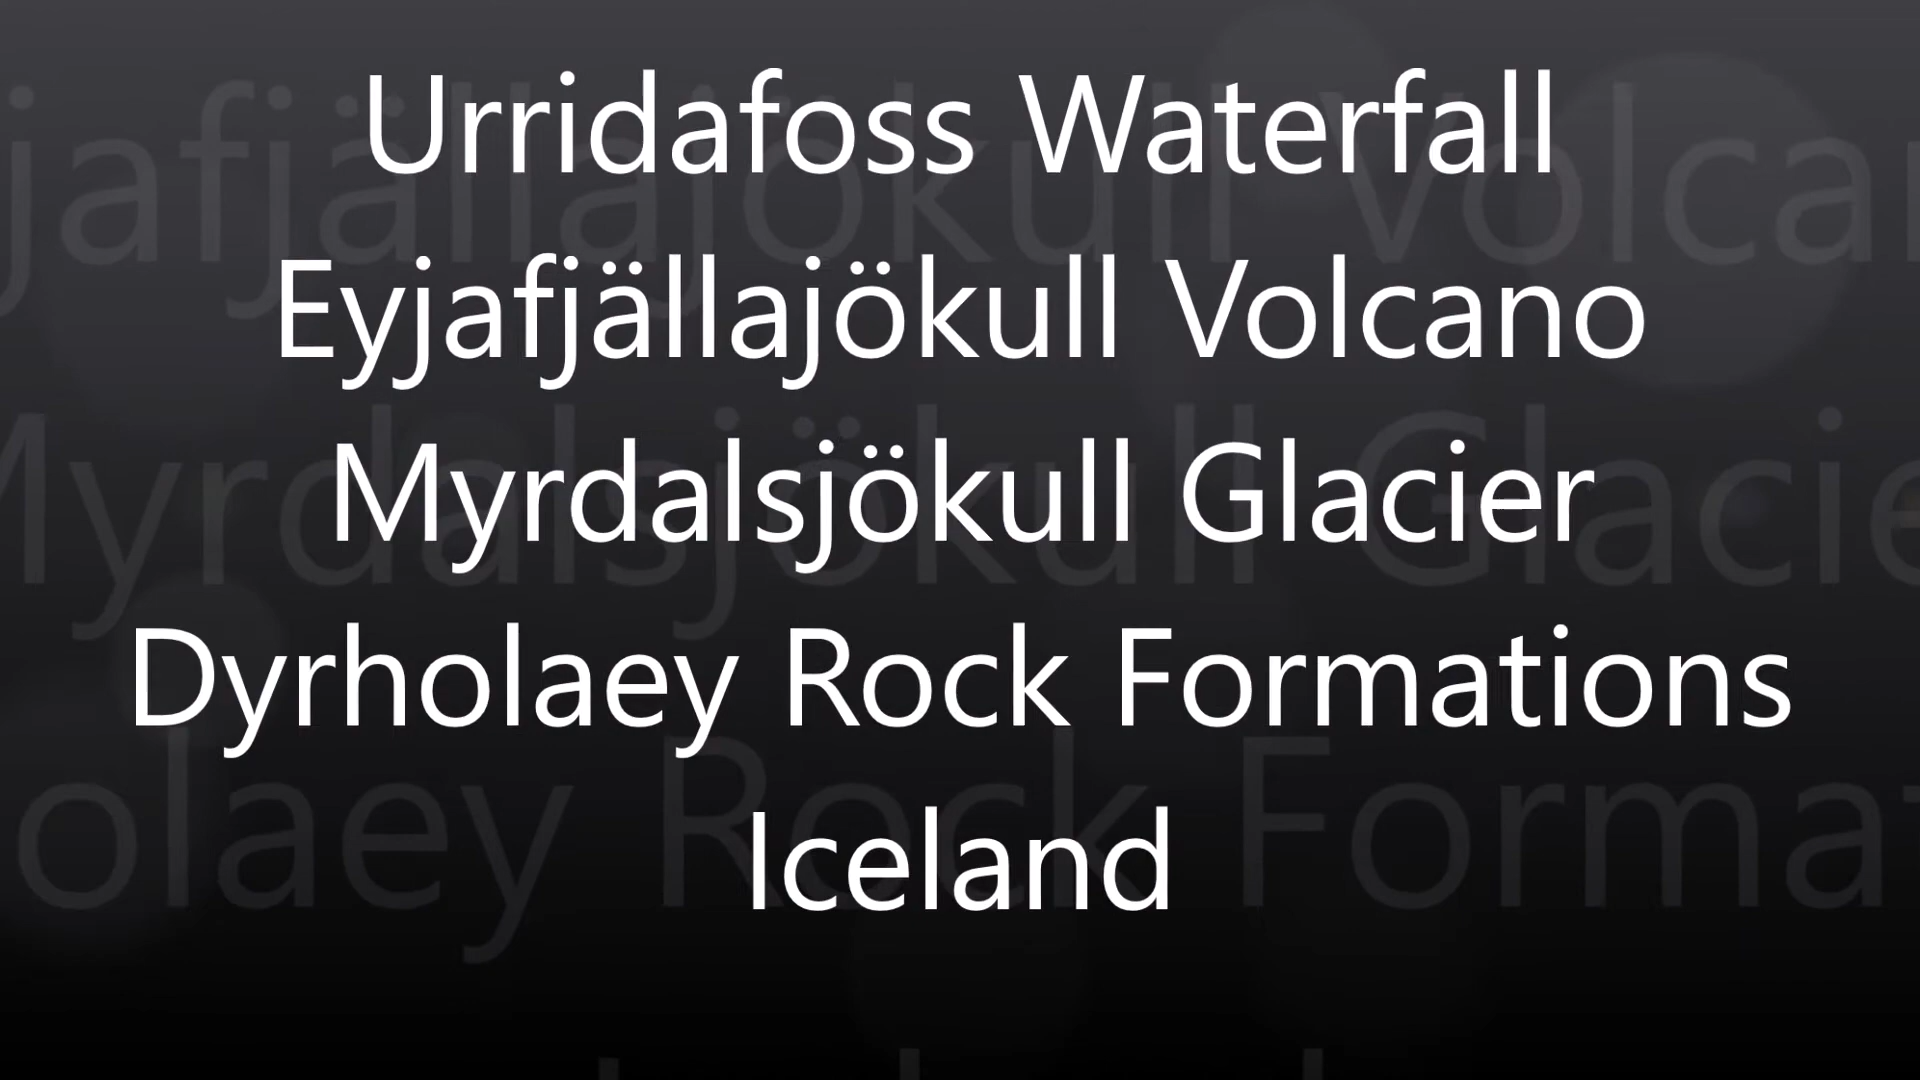 Urridafoss Waterfall
Eyjafjällajökull Volcano
Myrdalsjökull Glacier
Dyrholaey Rock Formations
Iceland